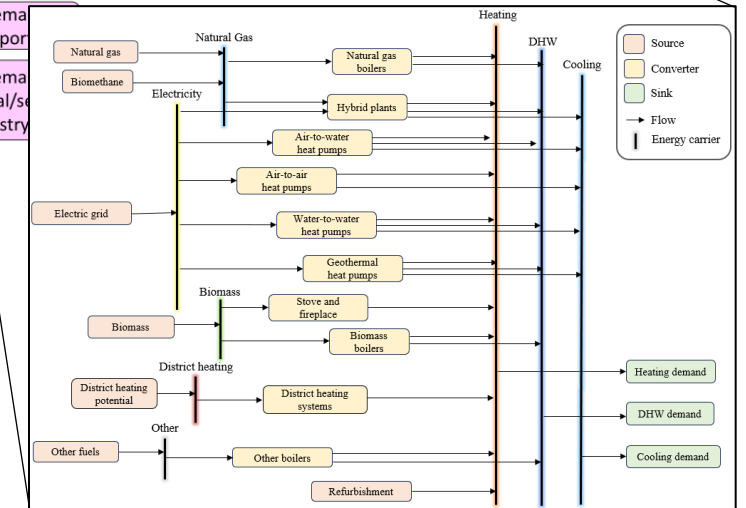 Heating
Natural Gas
DHW
Cooling
Source
Converter
Sink
Flow
Energy carrier
Natural gas
Biomethane
Electricity
Natural gas
boilers
Hybrid plants
Air-to-water
heat pumps
Air-to-air
heat pumps
Electric grid
Water-to-water
heat pumps
Geothermal
heat pumps
Biomass
Stove and
fireplace
Biomass
Biomass
boilers
District heating
Heating demand
District heating
potential
District heating
systems
DHW demand
Other
Other fuels
Other boilers
Cooling demand
Refurbishment